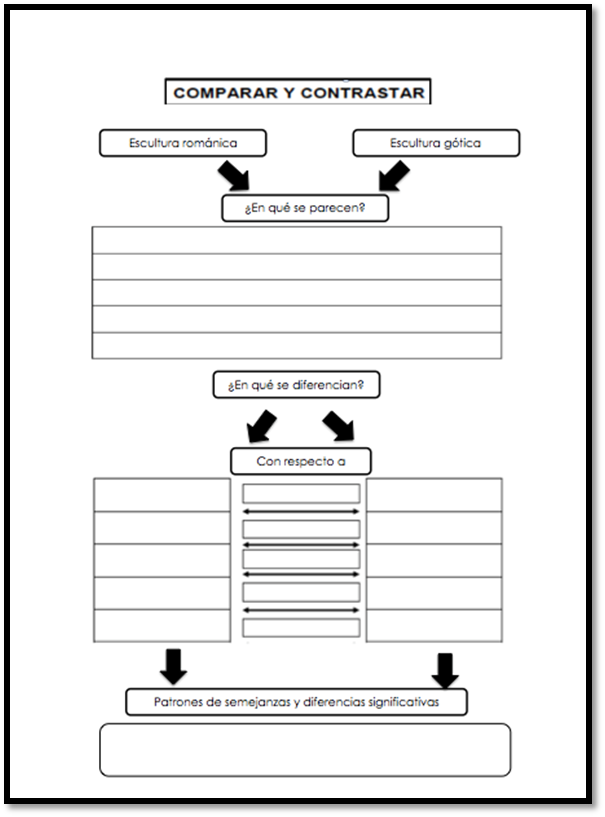 COMPARAR Y CONTRASTAR
Escultura románica
Escultura gótica
¿En qué se parecen?
¿En qué se diferencian?
Con respecto a
Patrones de semejanzas y diferencias significativas